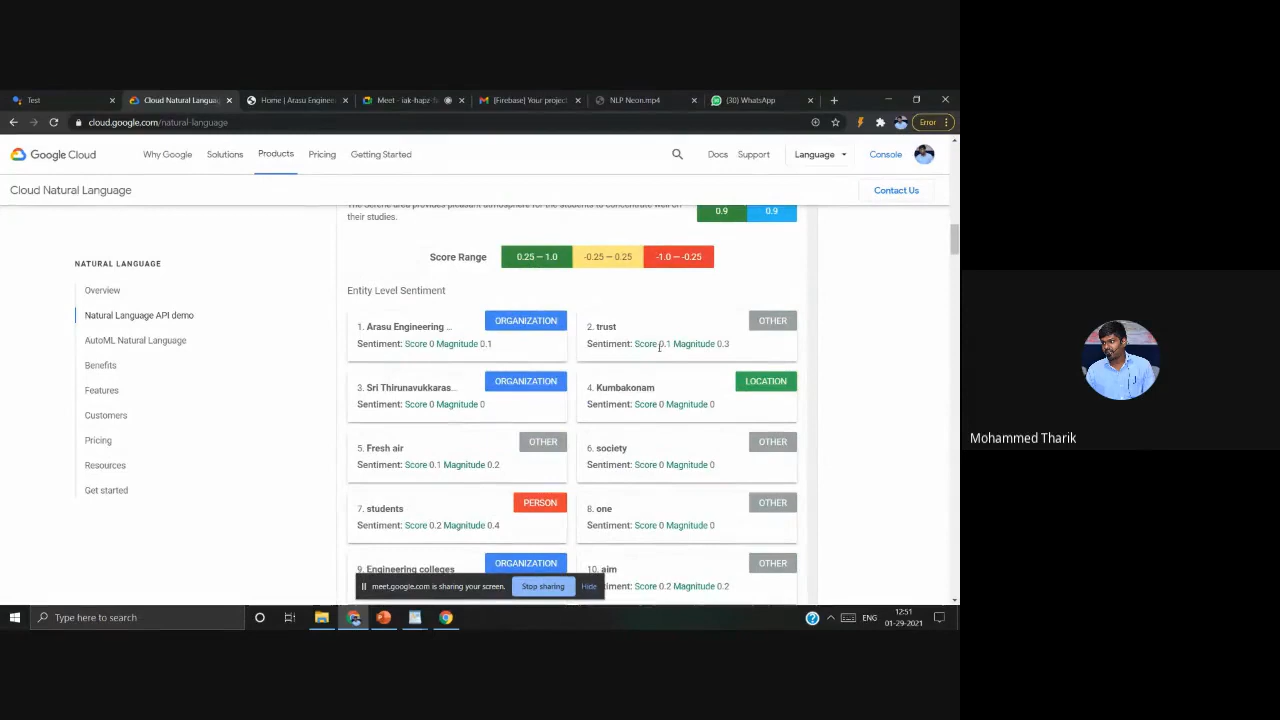 Test
Cloud Natural Langua
Home | Arasu Engineer
Meet - iak-hapz-
[Firebase] Your project
NLP Neon.mp4
(30) WhatsApp
cloud.google.com/natural-language
Error
Google Cloud
Why Google
Solutions
Products
Pricing
Getting Started
Docs
Support
Language
Console
Cloud Natural Language
Contact Us
The Serene area provides pleasant atmosphere for the students to concentrate well on
their studies.
0.9 0.9
Score Range 0.25 — 1.0 -0.25 — 0.25 -1.0 — -0.25
NATURAL LANGUAGE
Overview
Natural Language API demo
AutoML Natural Language
Benefits
Features
Customers
Pricing
Resources
Get started
Entity Level Sentiment
1. Arasu Engineering ... ORGANIZATION
Sentiment: Score 0 Magnitude 0.1
2. trust OTHER
Sentiment: Score 0.1 Magnitude 0.3
3. Sri Thirunavukkaras... ORGANIZATION
Sentiment: Score 0 Magnitude 0
4. Kumbakonam LOCATION
Sentiment: Score 0 Magnitude 0
5. Fresh air OTHER
Sentiment: Score 0.1 Magnitude 0.2
6. society OTHER
Sentiment: Score 0 Magnitude 0
7. students PERSON
Sentiment: Score 0.2 Magnitude 0.4
8. one OTHER
Sentiment: Score 0 Magnitude 0
9. Engineering colleges ORGANIZATION
10. aim OTHER
timent: Score 0.2 Magnitude 0.2
meet.google.com is sharing your screen. Stop sharing Hide
Type here to search
ENG
12:51
01-29-2021
Mohammed Tharik